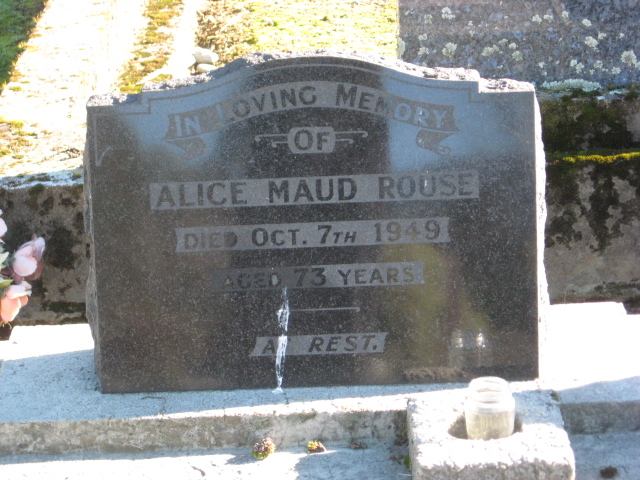 IN LOVING MEMORY
OF
ALICE MAUD ROUSE
DIED OCT. 7TH 1949
AGED 73 YEARS
AT REST.